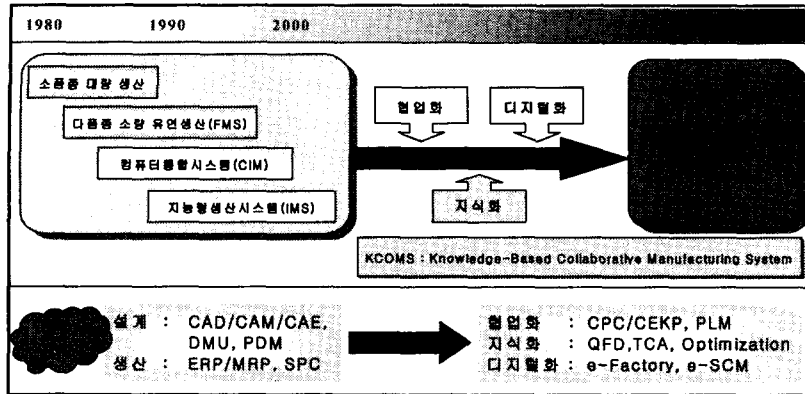 1980 1990 2000
소품종 대량 생산
다품종 소량 유연생산(FMS)
컴퓨터통합시스템(CIM)
지능형생산시스템(IMS)
협업화 디지털화
지식화
KCOMS : Knowledge-Based Collaborative Manufacturing System
설계 : CAD/CAM/CAE,
DMU, PDM
생산 : ERP/MRP, SPC
협업화 : CPC/CEKP, PLM
지식화 : QFD,TCA, Optimization
디지털화 : e-Factory, e-SCM